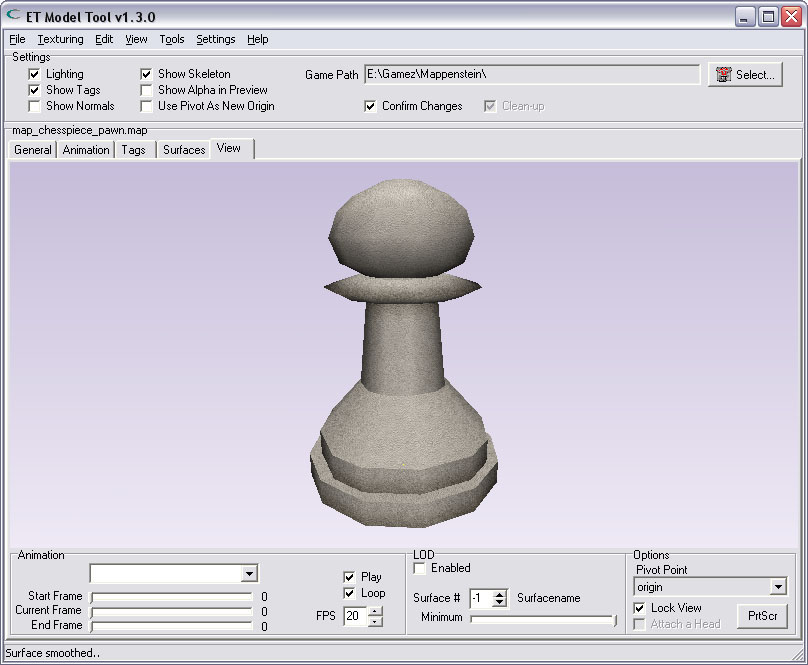 ET Model Tool v1.3.0
File Texturing Edit View Tools Settings Help
Settings
Lighting Show Skeleton Game Path E:\Gamez\Mappenstein\ Select...
Show Tags Show Alpha in Preview
Show Normals Use Pivot As New Origin Confirm Changes Clean-up
map_chesspiece_pawn.map
General Animation Tags Surfaces View
Animation LOD Options
Enabled Pivot Point
Play origin
Start Frame 0 Loop Surface # -1 Surfacename Lock View
Current Frame 0 FPS 20 Minimum PrtScr
End Frame 0 Attach a Head
Surface smoothed..